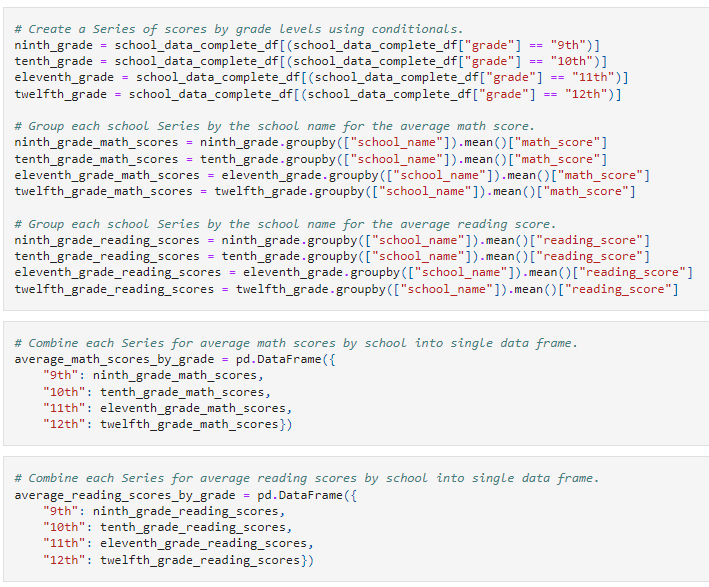 # Create a Series of scores by grade levels using conditionals.
ninth_grade = school_data_complete_df[(school_data_complete_df["grade"] == "9th")]
tenth_grade = school_data_complete_df[(school_data_complete_df["grade"] == "10th")]
eleventh_grade = school_data_complete_df[(school_data_complete_df["grade"] == "11th")]
twelfth_grade = school_data_complete_df[(school_data_complete_df["grade"] == "12th")]
# Group each school Series by the school name for the average math score.
ninth_grade_math_scores = ninth_grade.groupby(["school_name"]).mean()["math_score"]
tenth_grade_math_scores = tenth_grade.groupby(["school_name"]).mean()["math_score"]
eleventh_grade_math_scores = eleventh_grade.groupby(["school_name"]).mean()["math_score"]
twelfth_grade_math_scores = twelfth_grade.groupby(["school_name"]).mean()["math_score"]
# Group each school Series by the school name for the average reading score.
ninth_grade_reading_scores = ninth_grade.groupby(["school_name"]).mean()["reading_score"]
tenth_grade_reading_scores = tenth_grade.groupby(["school_name"]).mean()["reading_score"]
eleventh_grade_reading_scores = eleventh_grade.groupby(["school_name"]).mean()["reading_score"]
twelfth_grade_reading_scores = twelfth_grade.groupby(["school_name"]).mean()["reading_score"]
# Combine each Series for average math scores by school into single data frame.
average_math_scores_by_grade = pd.DataFrame({
"9th": ninth_grade_math_scores,
"10th": tenth_grade_math_scores,
"11th": eleventh_grade_math_scores,
"12th": twelfth_grade_math_scores})
# Combine each Series for average reading scores by school into single data frame.
average_reading_scores_by_grade = pd.DataFrame({
"9th": ninth_grade_reading_scores,
"10th": tenth_grade_reading_scores,
"11th": eleventh_grade_reading_scores,
"12th": twelfth_grade_reading_scores})